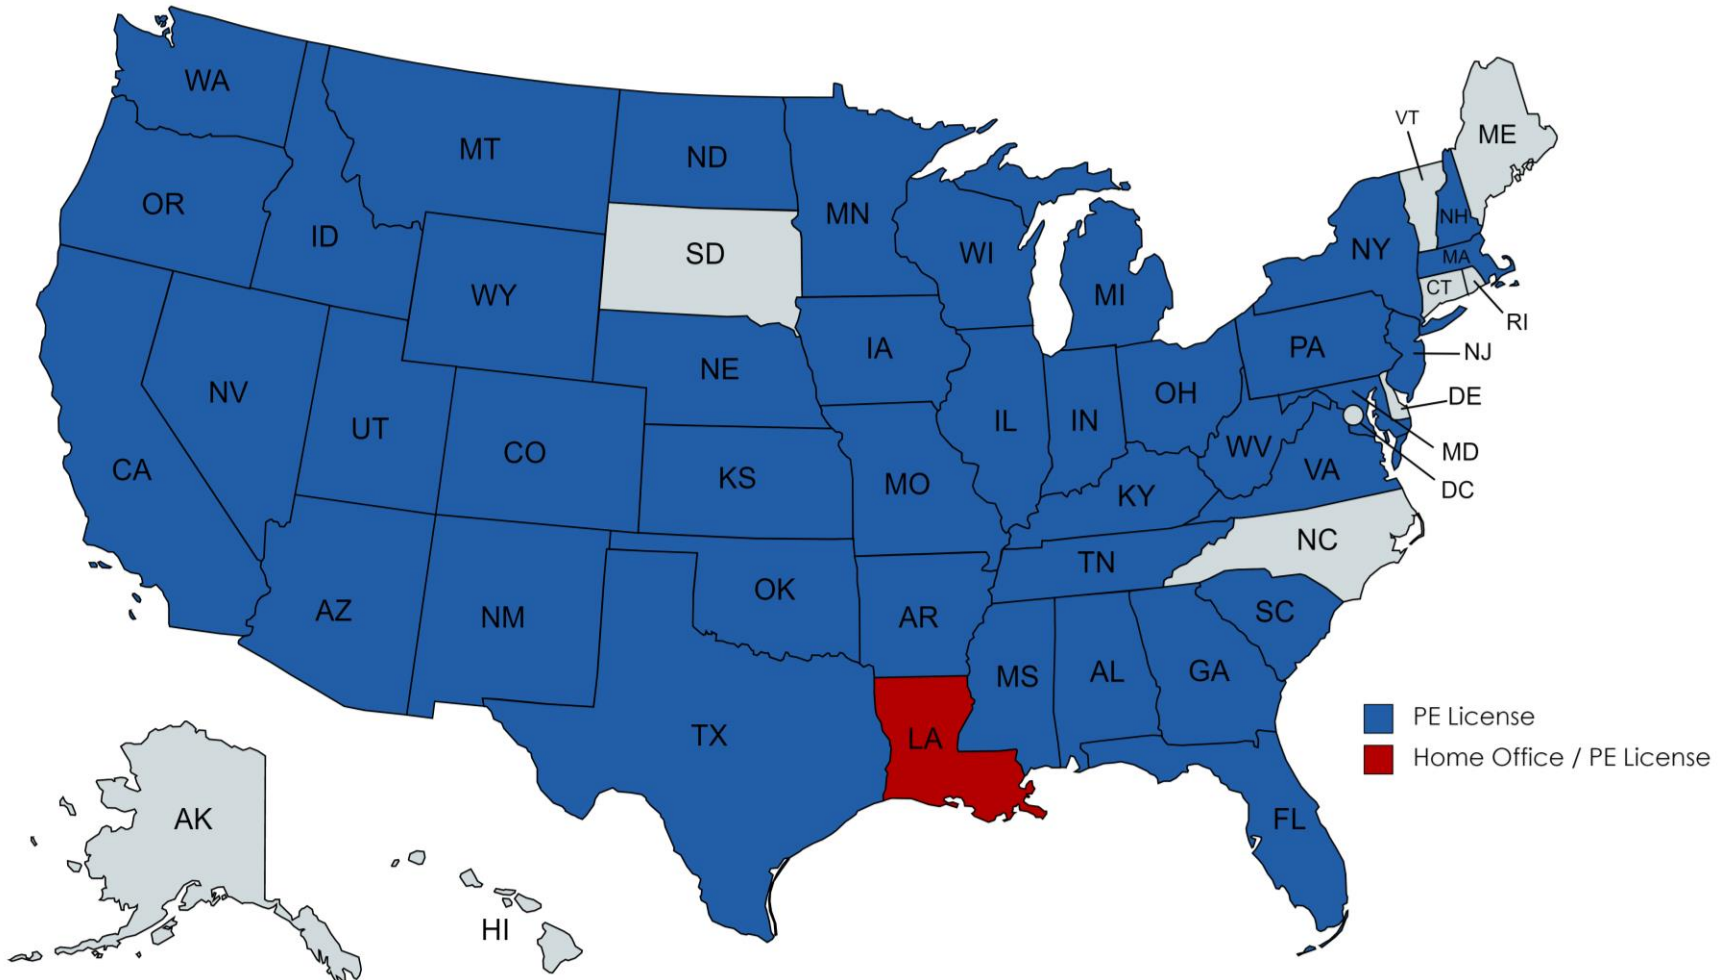 WA
OR
CA
NV
ID
MT
WY
UT
CO
AZ
NM
ND
SD
NE
KS
OK
TX
MN
IA
MO
AR
LA
WI
IL
MI
IN
OH
KY
TN
MS
AL
GA
FL
SC
NC
VA
WV
PA
NY
VT
NH
ME
MA
CT
RI
NJ
DE
MD
DC
AK
HI
PE License
Home Office / PE License